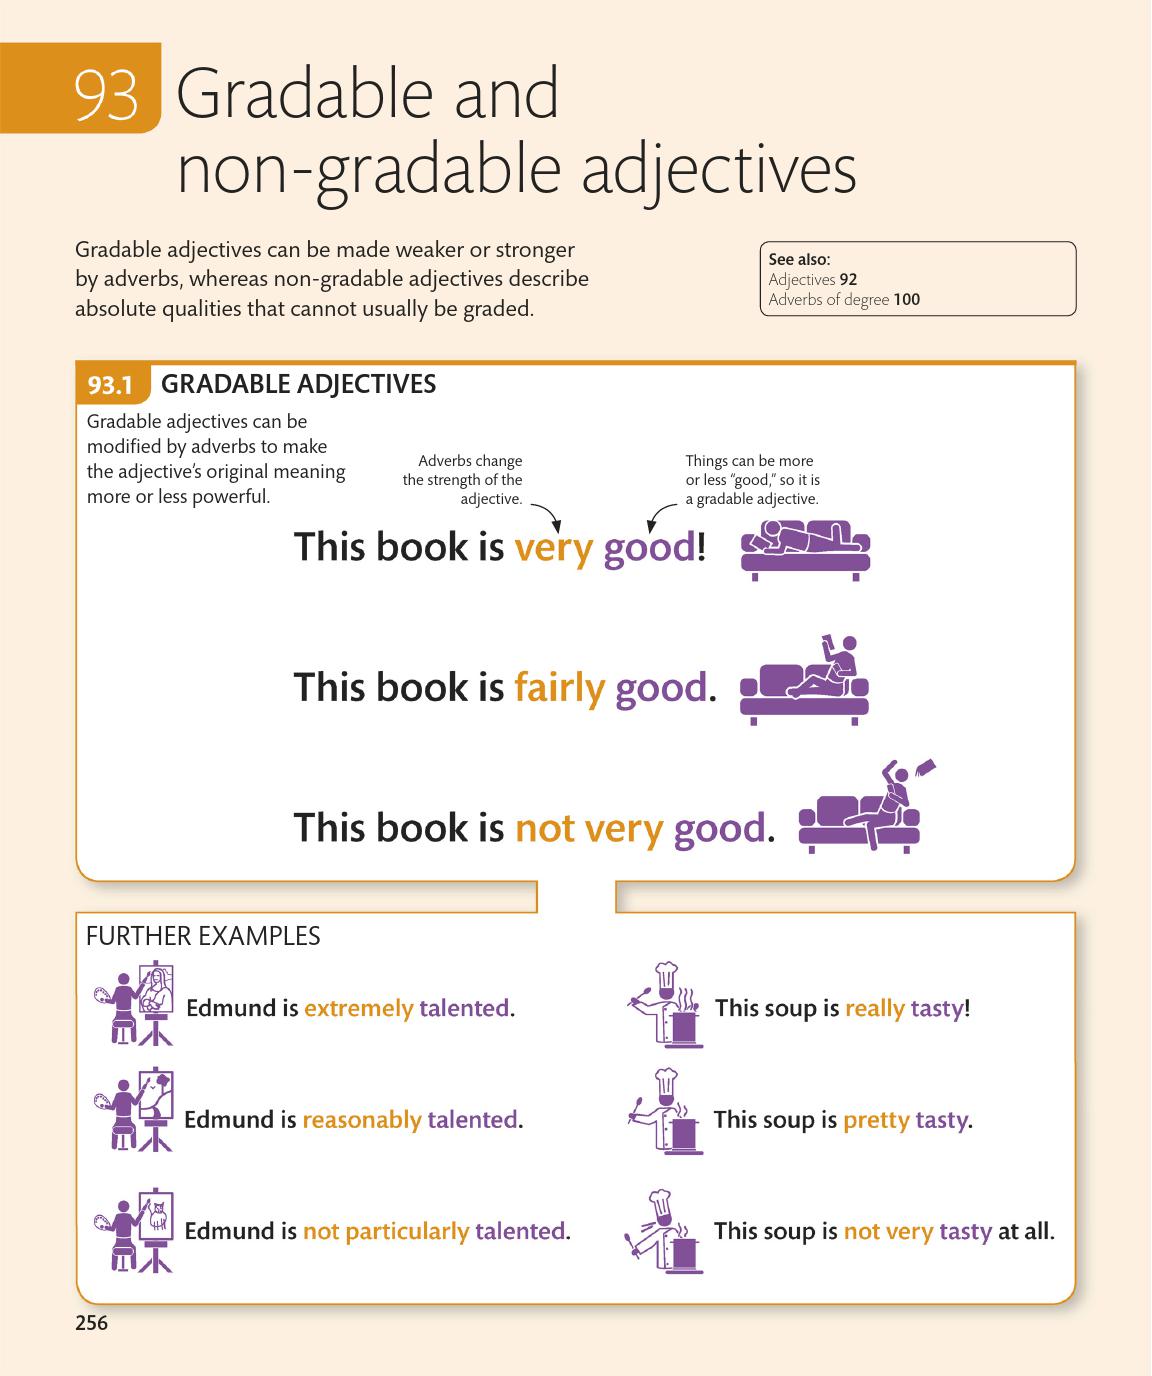 93
Gradable and
non-gradable adjectives
Gradable adjectives can be made weaker or stronger
by adverbs, whereas non-gradable adjectives describe
absolute qualities that cannot usually be graded.
See also:
Adjectives 92
Adverbs of degree 100
93.1 GRADABLE ADJECTIVES
Gradable adjectives can be
modified by adverbs to make
the adjective’s original meaning
more or less powerful.
Adverbs change
the strength of the
adjective.
Things can be more
or less “good,” so it is
a gradable adjective.
This book is very good!
This book is fairly good.
This book is not very good.
FURTHER EXAMPLES
Edmund is extremely talented.
Edmund is reasonably talented.
Edmund is not particularly talented.
This soup is really tasty!
This soup is pretty tasty.
This soup is not very tasty at all.
256